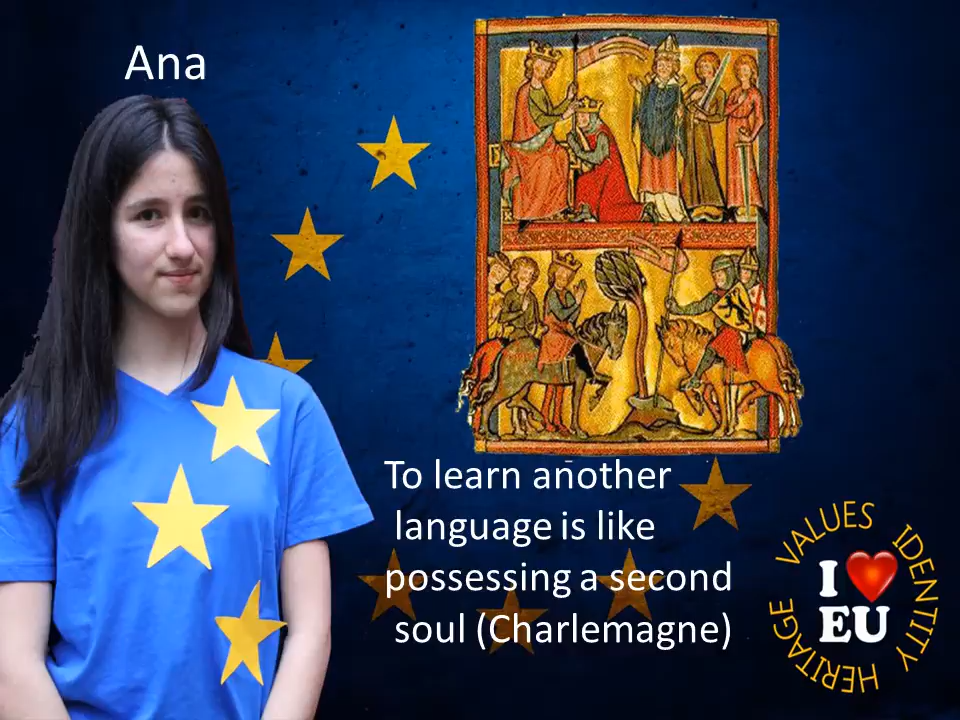 Ana
To learn another
language is like
possessing a second
soul (Charlemagne)
VALUES IDENTITY HERITAGE
I
EU